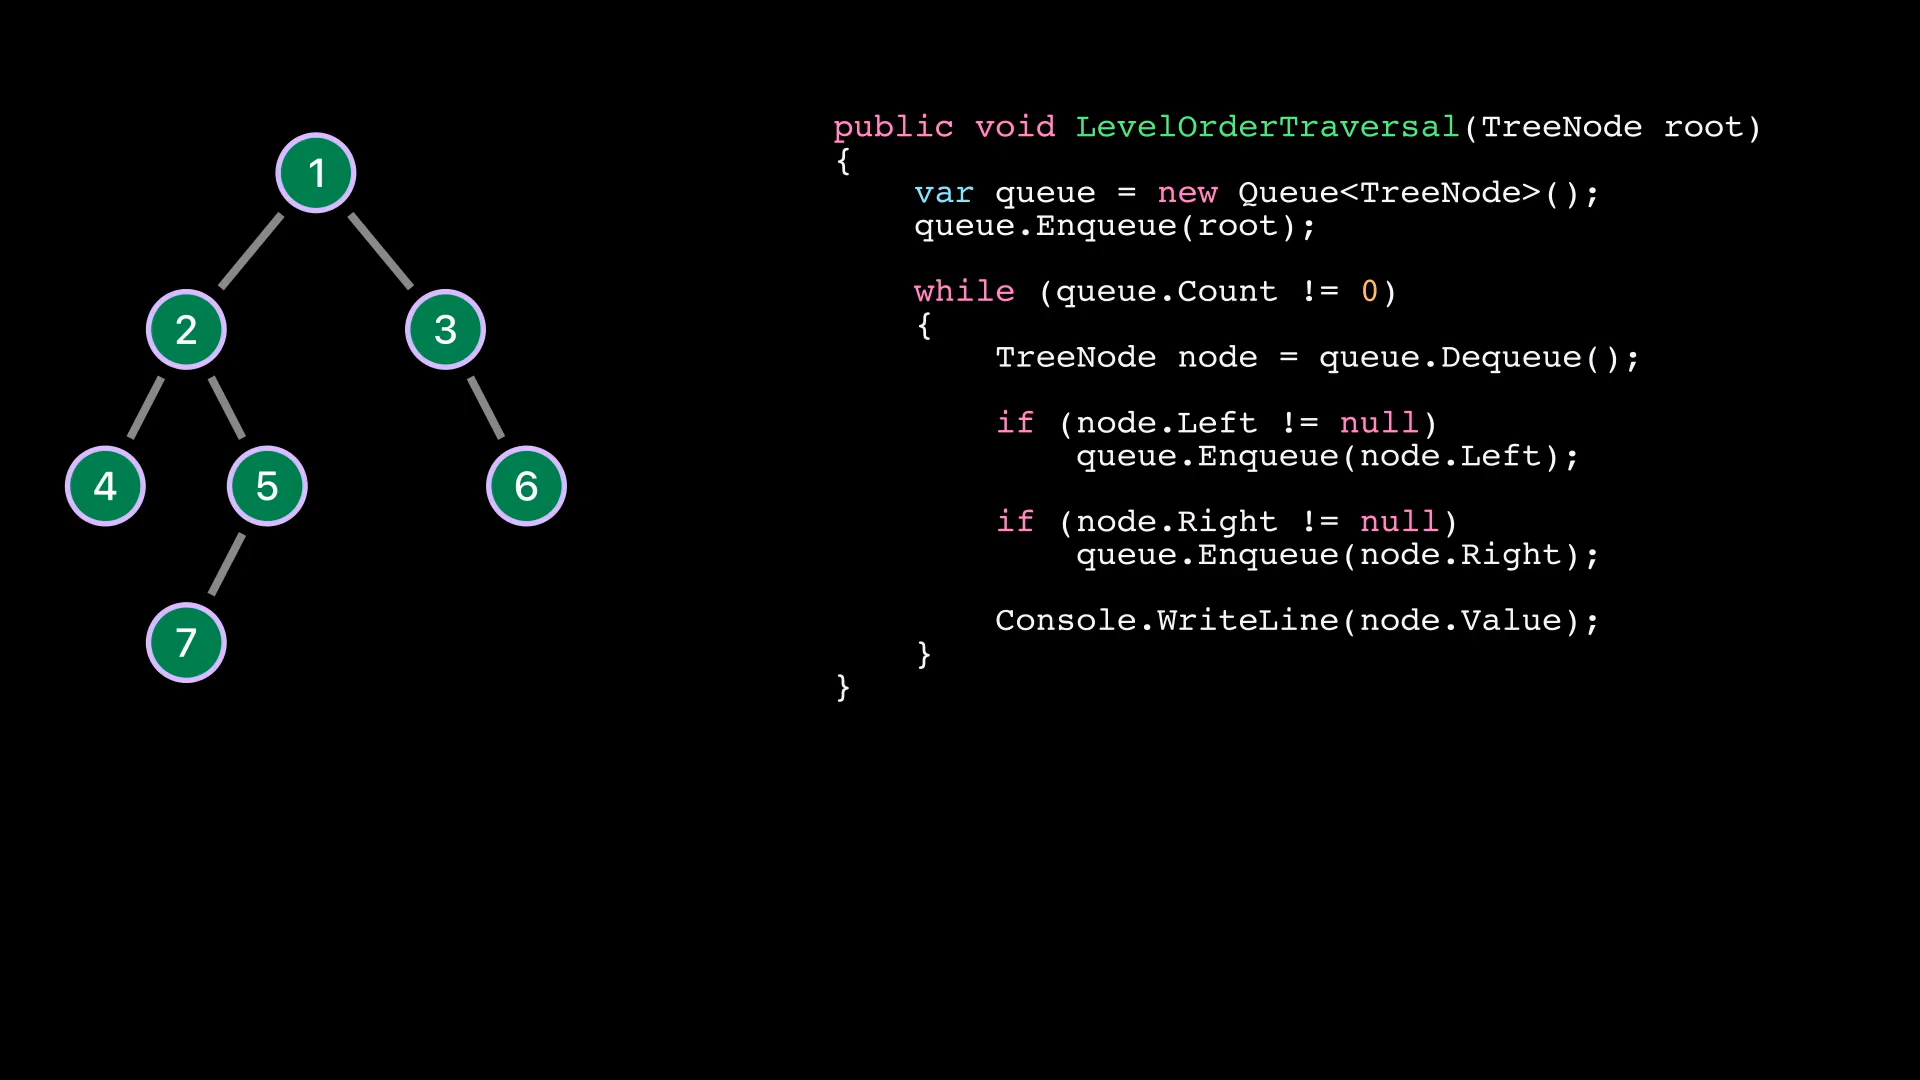 1
2
3
4
5
6
7
public void LevelOrderTraversal(TreeNode root)
{
    var queue = new Queue<TreeNode>();
    queue.Enqueue(root);

    while (queue.Count != 0)
    {
        TreeNode node = queue.Dequeue();

        if (node.Left != null)
            queue.Enqueue(node.Left);

        if (node.Right != null)
            queue.Enqueue(node.Right);

        Console.WriteLine(node.Value);
    }
}